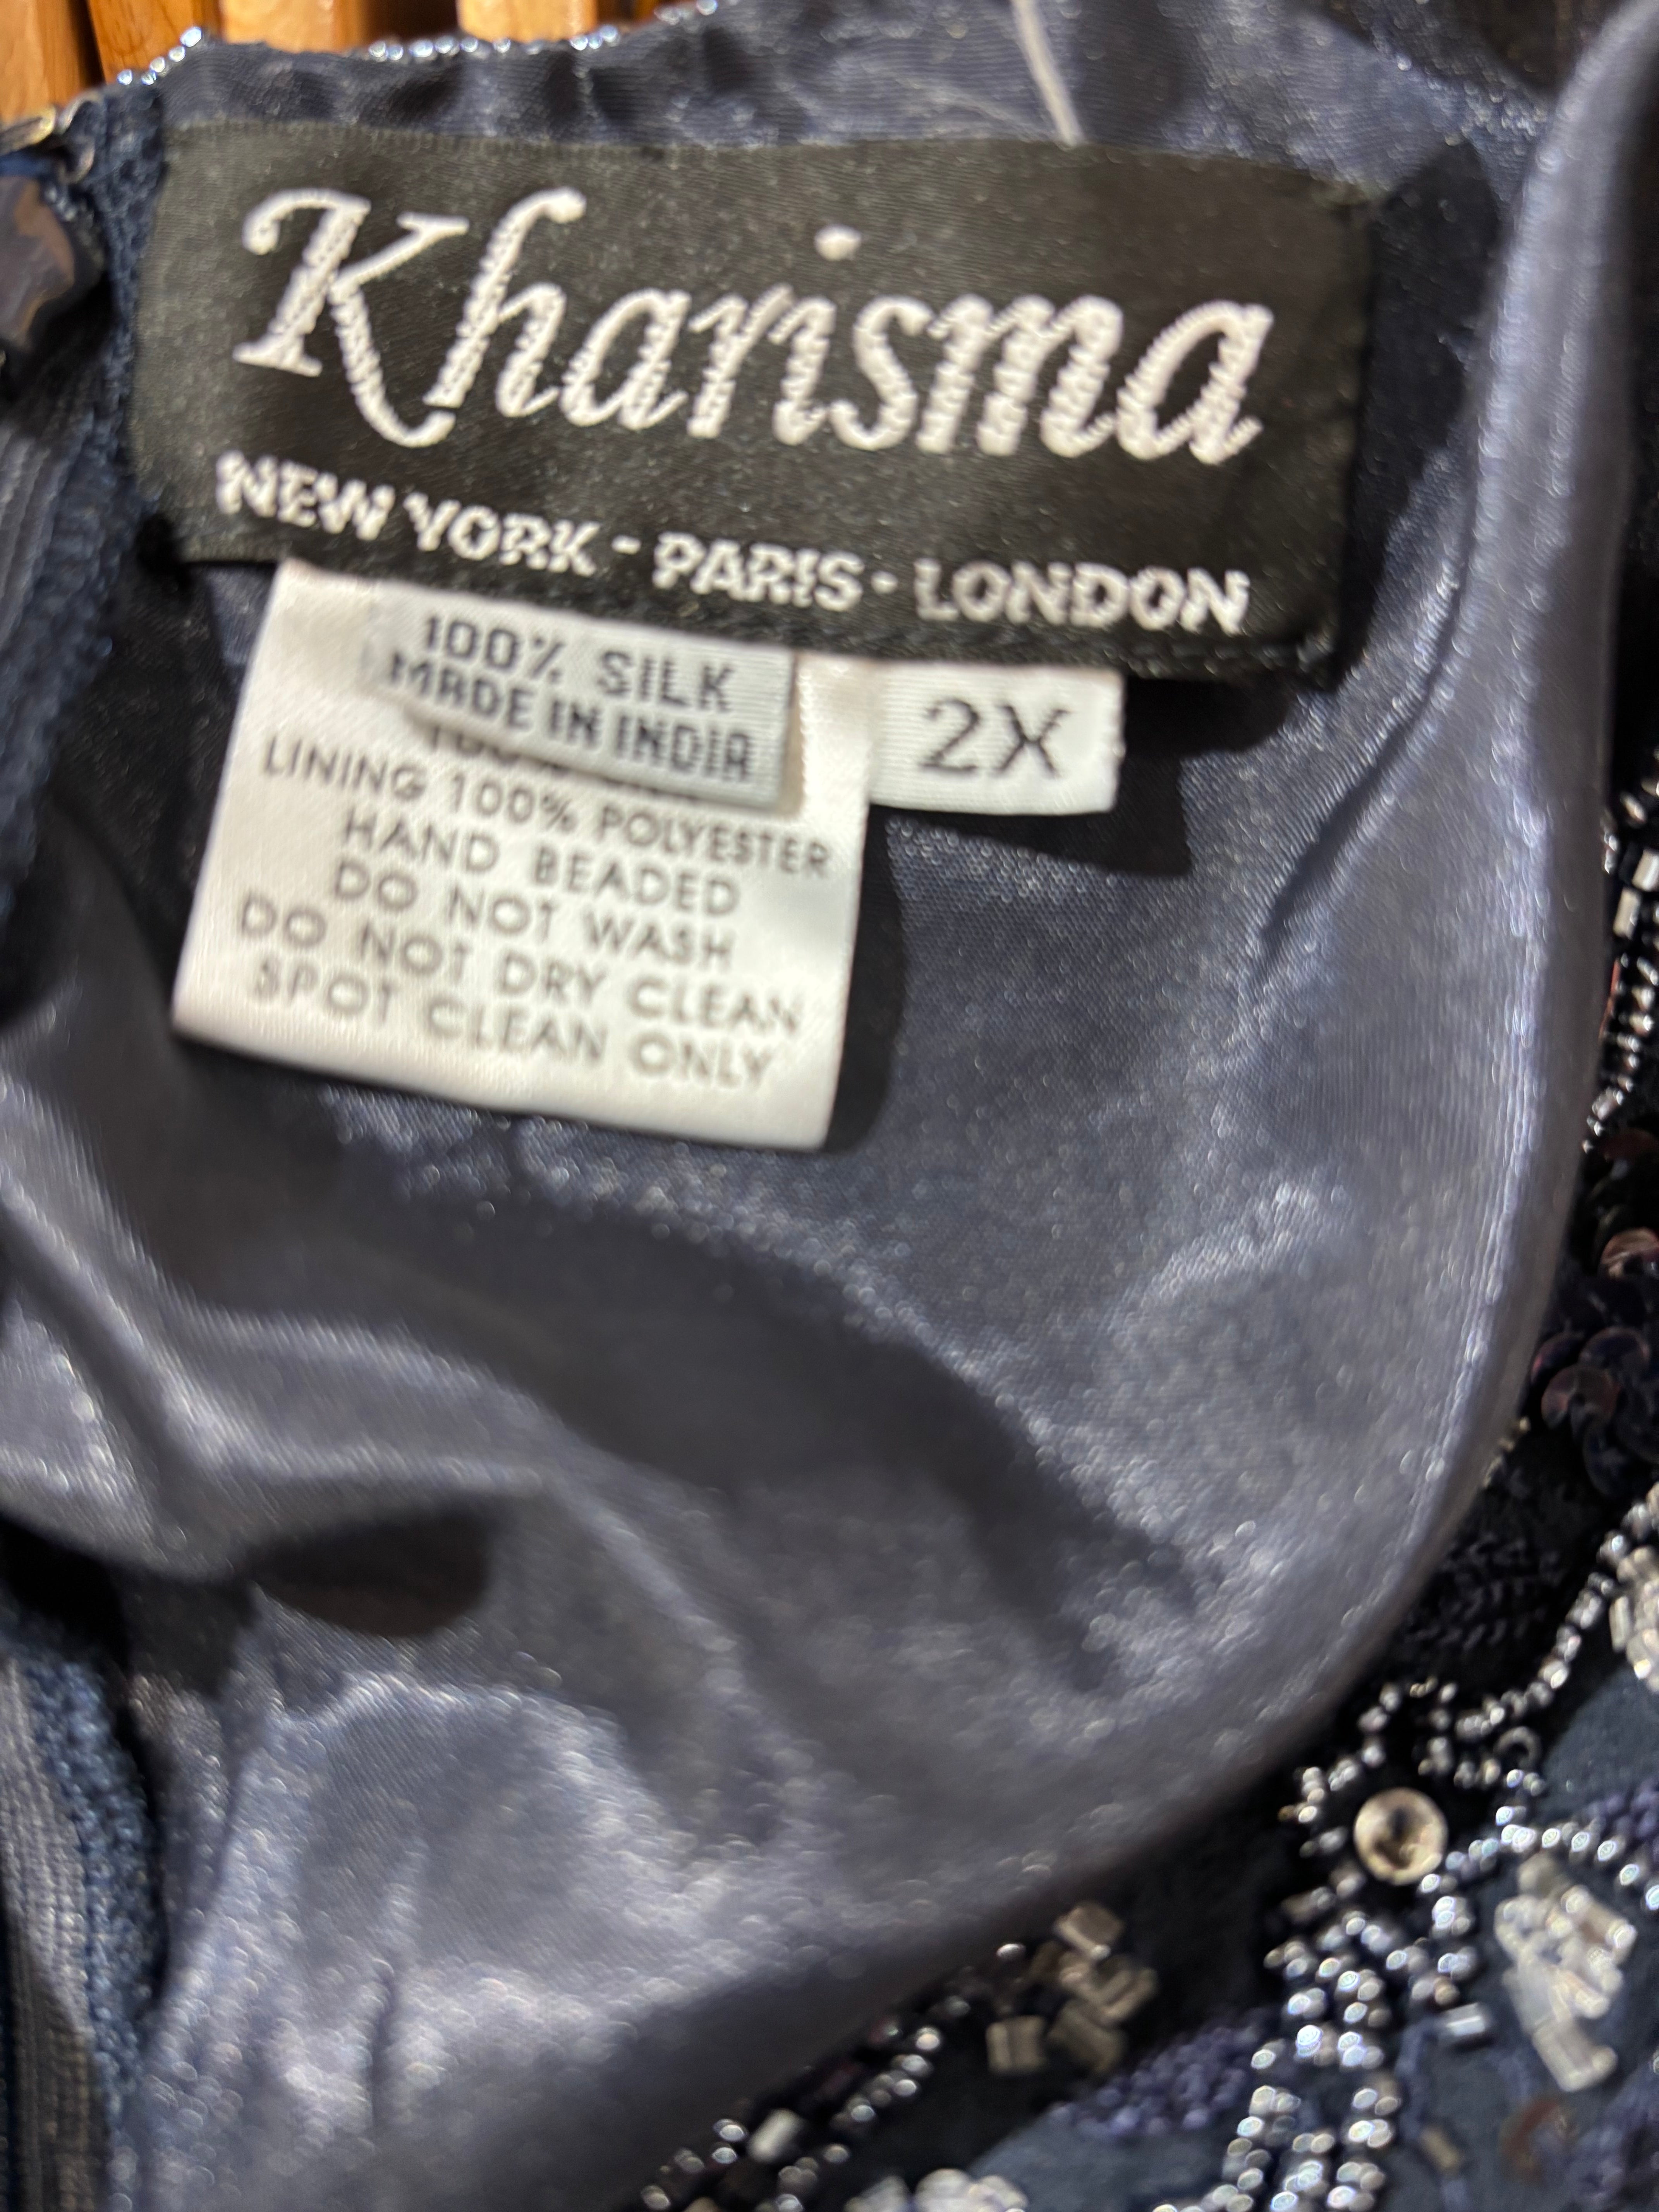 Kharisma
NEW YORK - PARIS - LONDON
100% SILK
MADE IN INDIA
2X
LINING 100% POLYESTER
HAND BEADED
DO NOT WASH
DO NOT DRY CLEAN
SPOT CLEAN ONLY